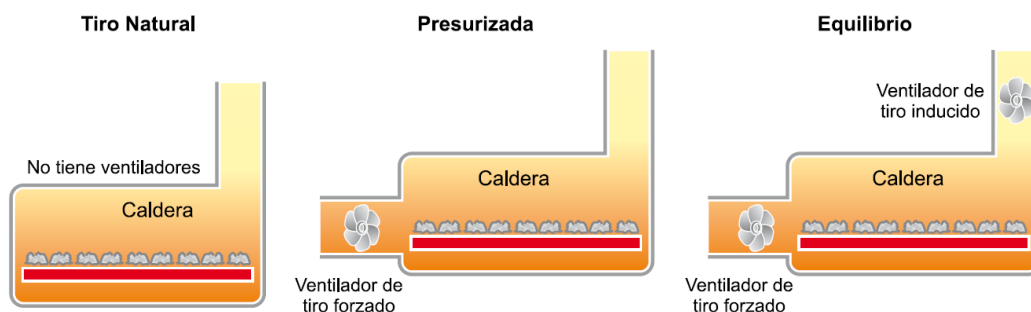 Tiro Natural
No tiene ventiladores
Caldera
Presurizada
Caldera
Ventilador de
tiro forzado
Equilibrio
Ventilador de
tiro inducido
Caldera
Ventilador de
tiro forzado